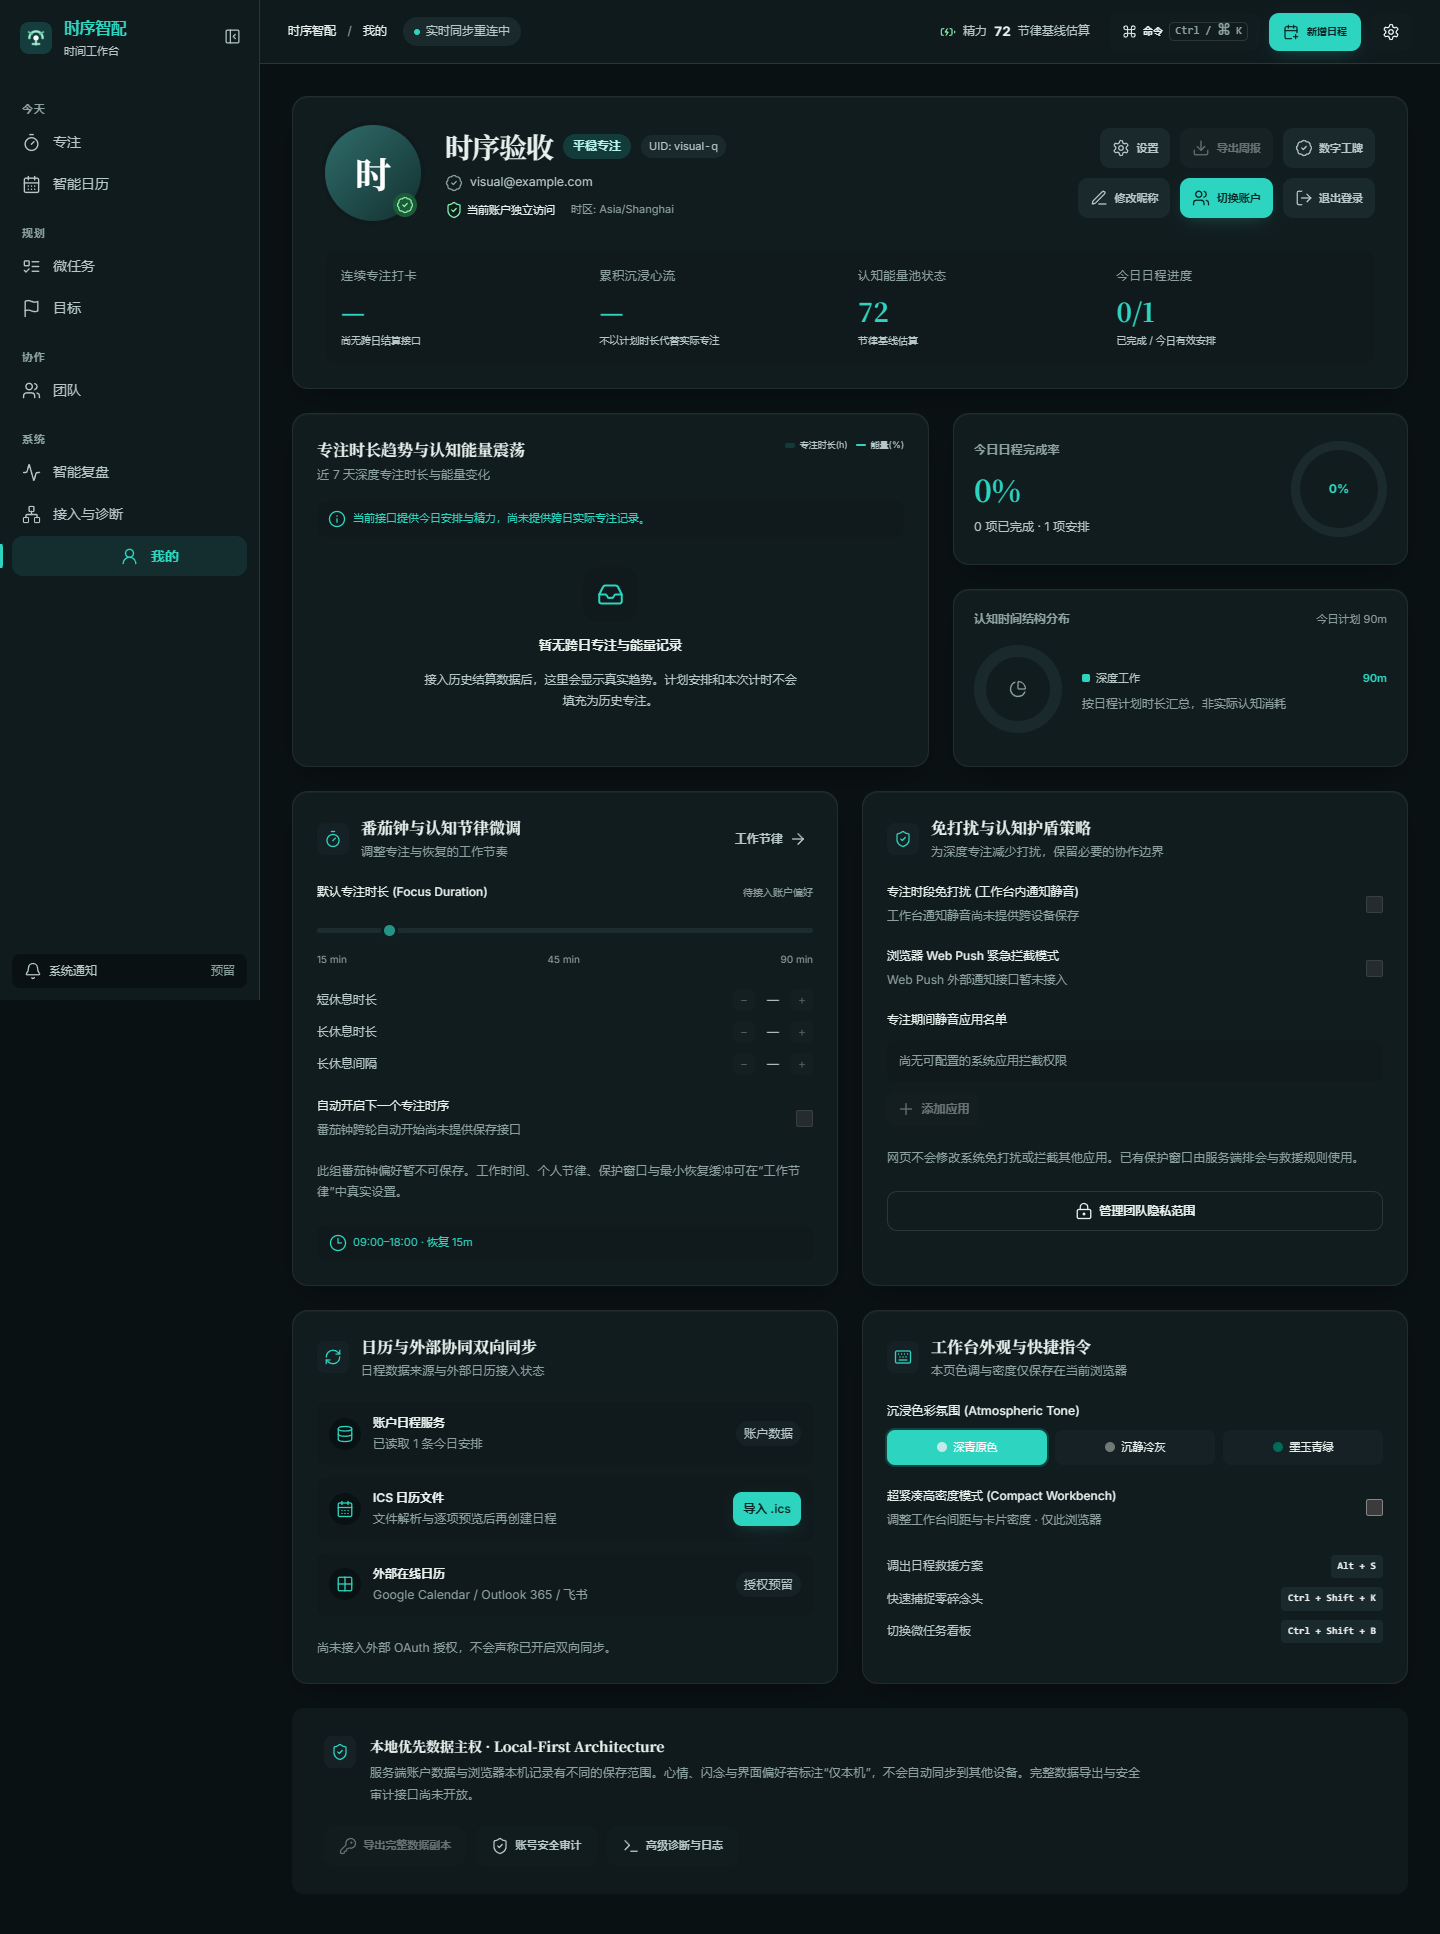 时序智配
时间工作台
今天
专注
智能日历
规划
微任务
目标
协作
团队
系统
智能复盘
接入与诊断
我的
系统通知 预留
时序智配 / 我的 实时同步重连中
精力 72 节律基线估算
命令 Ctrl / ⌘ K
新增日程
时
时序验收 平稳专注 UID: visual-q
visual@example.com
当前账户独立访问 时区: Asia/Shanghai
设置 导出周报 数字工牌
修改昵称 切换账户 退出登录
连续专注打卡
—
尚无跨日结算接口
累积沉浸心流
—
不以计划时长代替实际专注
认知能量池状态
72
节律基线估算
今日日程进度
0/1
已完成 / 今日有效安排
专注时长趋势与认知能量震荡
近 7 天深度专注时长与能量变化
专注时长(h) 能量(%)
当前接口提供今日安排与精力，尚未提供跨日实际专注记录。
暂无跨日专注与能量记录
接入历史结算数据后，这里会显示真实趋势。计划安排和本次计时不会
填充为历史专注。
今日日程完成率
0%
0 项已完成 · 1 项安排
0%
认知时间结构分布 今日计划 90m
深度工作 90m
按日程计划时长汇总，非实际认知消耗
番茄钟与认知节律微调
调整专注与恢复的工作节奏
工作节律
默认专注时长 (Focus Duration) 待接入账户偏好
15 min 45 min 90 min
短休息时长 − — +
长休息时长 − — +
长休息间隔 − — +
自动开启下一个专注时序
番茄钟跨轮自动开始尚未提供保存接口
此组番茄钟偏好暂不可保存。工作时间、个人节律、保护窗口与最小恢复缓冲可在“工作节
律”中真实设置。
09:00–18:00 · 恢复 15m
免打扰与认知护盾策略
为深度专注减少打扰，保留必要的协作边界
专注时段免打扰 (工作台内通知静音)
工作台通知静音尚未提供跨设备保存
浏览器 Web Push 紧急拦截模式
Web Push 外部通知接口暂未接入
专注期间静音应用名单
尚无可配置的系统应用拦截权限
添加应用
网页不会修改系统免打扰或拦截其他应用。已有保护窗口由服务端排会与救援规则使用。
管理团队隐私范围
日历与外部协同双向同步
日程数据来源与外部日历接入状态
账户日程服务
已读取 1 条今日安排
账户数据
ICS 日历文件
文件解析与逐项预览后再创建日程
导入 .ics
外部在线日历
Google Calendar / Outlook 365 / 飞书
授权预留
尚未接入外部 OAuth 授权，不会声称已开启双向同步。
工作台外观与快捷指令
本页色调与密度仅保存在当前浏览器
沉浸色彩氛围 (Atmospheric Tone)
深青原色 沉静冷灰 墨玉青绿
超紧凑高密度模式 (Compact Workbench)
调整工作台间距与卡片密度 · 仅此浏览器
调出日程救援方案 Alt + S
快速捕捉零碎念头 Ctrl + Shift + K
切换微任务看板 Ctrl + Shift + B
本地优先数据主权 · Local-First Architecture
服务端账户数据与浏览器本机记录有不同的保存范围。心情、闪念与界面偏好若标注“仅本机”，不会自动同步到其他设备。完整数据导出与安全
审计接口尚未开放。
导出完整数据副本 账号安全审计 高级诊断与日志